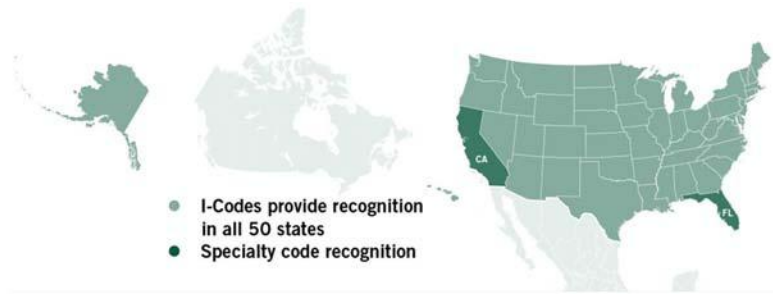 CA
FL
I-Codes provide recognition
in all 50 states
Specialty code recognition